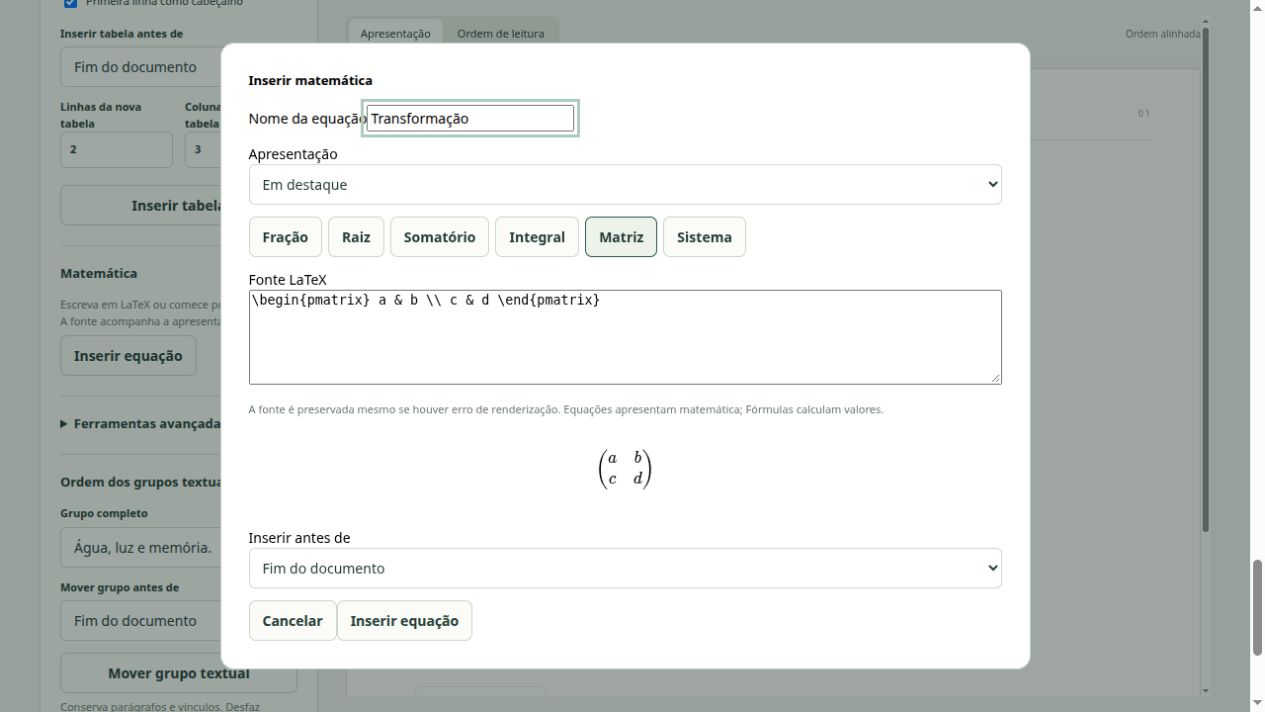 Primeira linha como cabeçalho
Inserir tabela antes de
Fim do documento
Linhas da nova tabela
2
3
Inserir tabela
Matemática
Escreva em LaTeX ou comece
A fonte acompanha a
Inserir equação
Ferramentas avançada
Ordem dos grupos
Grupo completo
Água, luz e memória.
Mover grupo antes de
Fim do documento
Mover grupo textual
Conserva parágrafos e vínculos. Desfaz
Apresentação
Ordem de leitura
Ordem alinhada
01
Inserir matemática
Nome da equação
Transformação
Apresentação
Em destaque
Fração
Raiz
Somatório
Integral
Matriz
Sistema
Fonte LaTeX
\begin{pmatrix} a & b \\ c & d \end{pmatrix}
A fonte é preservada mesmo se houver erro de renderização. Equações apresentam matemática; Fórmulas calculam valores.
a b
c d
Inserir antes de
Fim do documento
Cancelar
Inserir equação